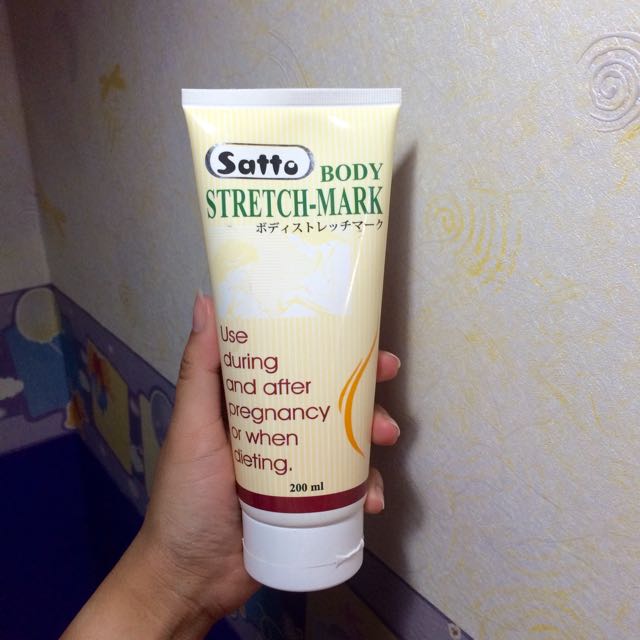 Satto
BODY
STRETCH-MARK
ボディストレッチマーク
Use
during
and after
pregnancy
or when
dieting.
200 ml